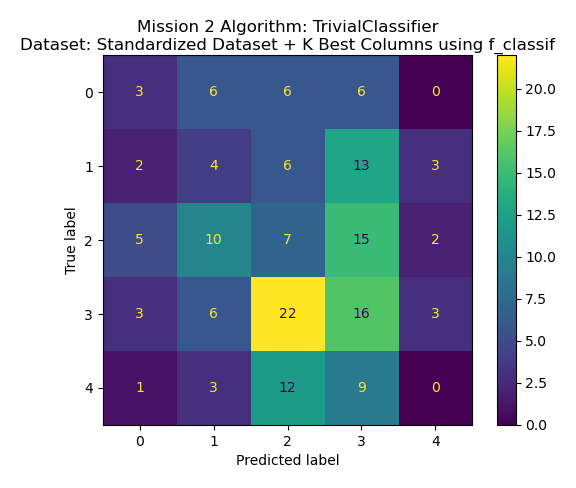 Mission 2 Algorithm: TrivialClassifier
Dataset: Standardized Dataset + K Best Columns using f_classif
0 3 6 6 6 0
1 2 4 6 13 3
2 5 10 7 15 2
3 3 6 22 16 3
4 1 3 12 9 0
0 1 2 3 4
True label
Predicted label
20.0
17.5
15.0
12.5
10.0
7.5
5.0
2.5
0.0